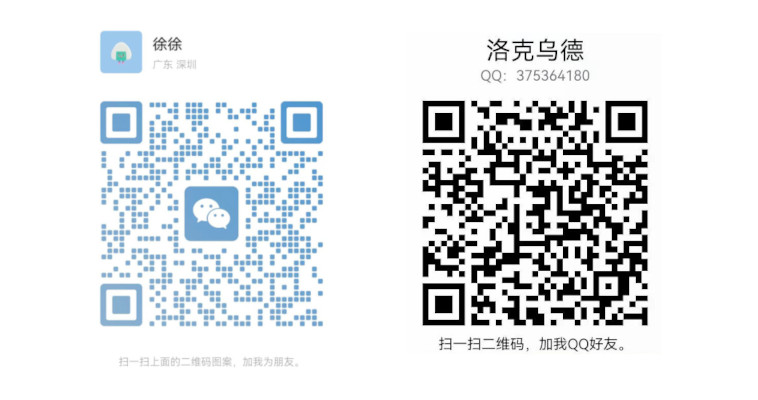 徐徐
广东 深圳
扫一扫上面的二维码图案，加我为朋友。
洛克乌德
QQ：375364180
扫一扫二维码，加我QQ好友。